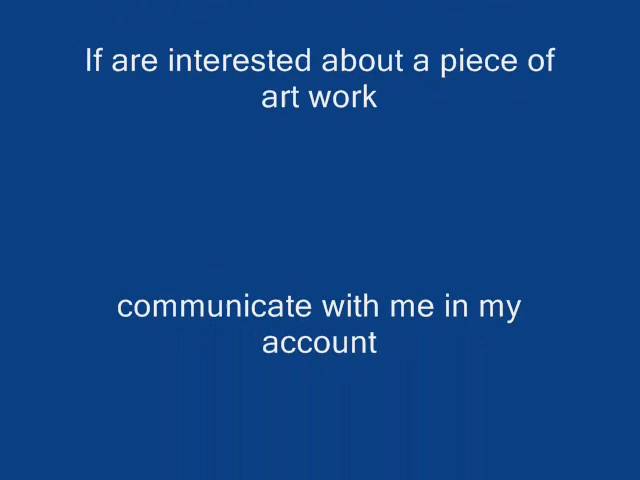 If are interested about a piece of
art work
communicate with me in my
account